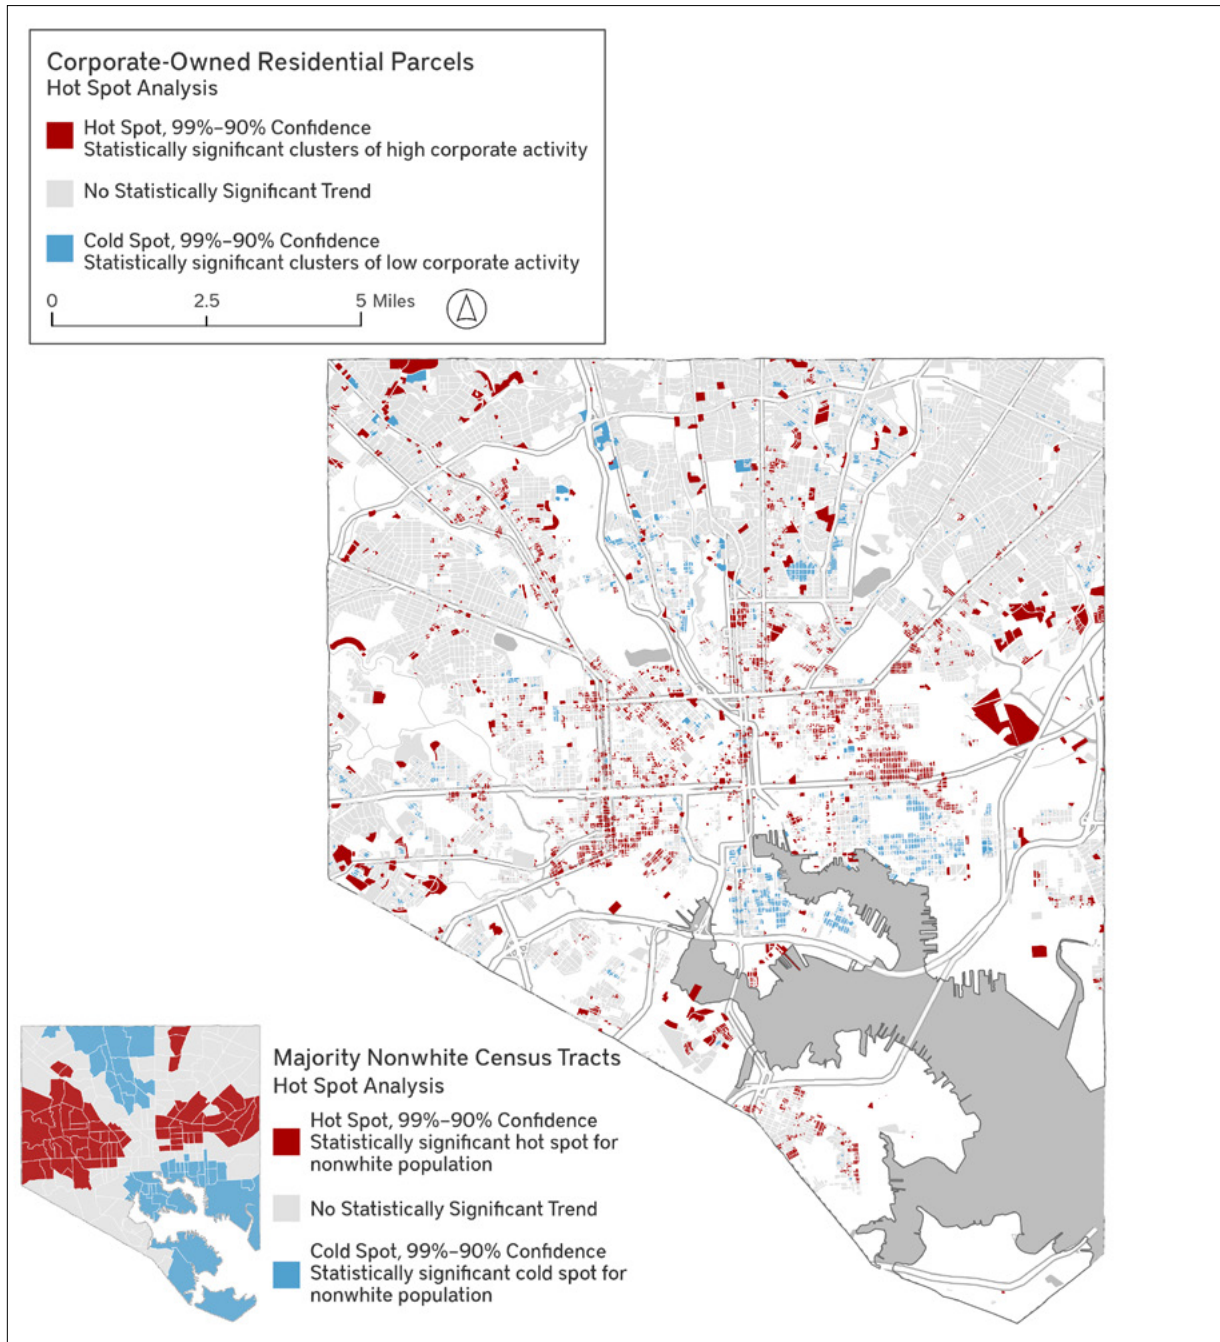 Corporate-Owned Residential Parcels
Hot Spot Analysis
Hot Spot, 99%–90% Confidence
Statistically significant clusters of high corporate activity
No Statistically Significant Trend
Cold Spot, 99%–90% Confidence
Statistically significant clusters of low corporate activity
0 2.5 5 Miles
Majority Nonwhite Census Tracts
Hot Spot Analysis
Hot Spot, 99%–90% Confidence
Statistically significant hot spot for
nonwhite population
No Statistically Significant Trend
Cold Spot, 99%–90% Confidence
Statistically significant cold spot for
nonwhite population